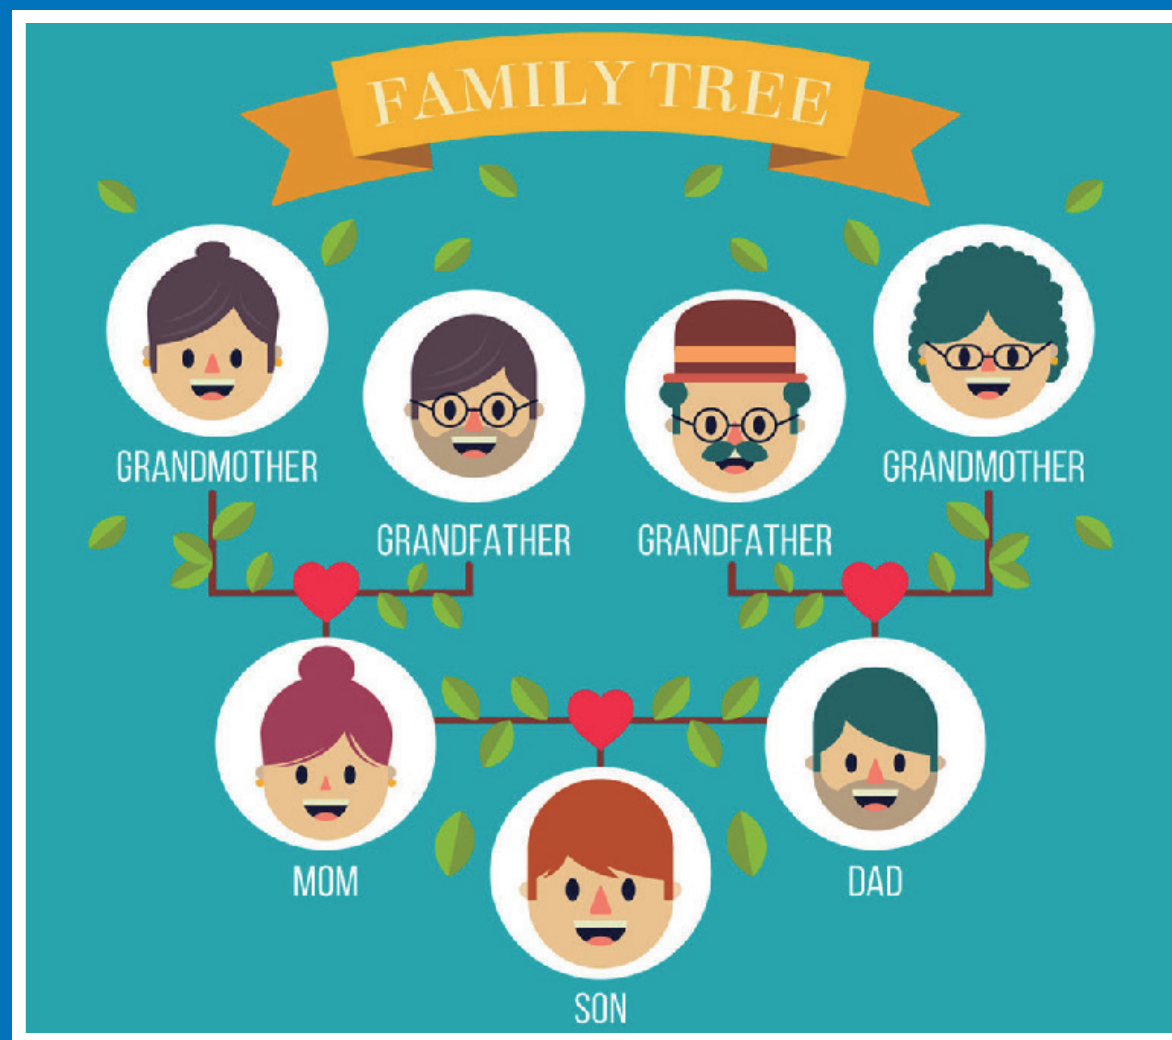 FAMILY TREE
GRANDMOTHER
GRANDFATHER
GRANDFATHER
GRANDMOTHER
MOM
DAD
SON